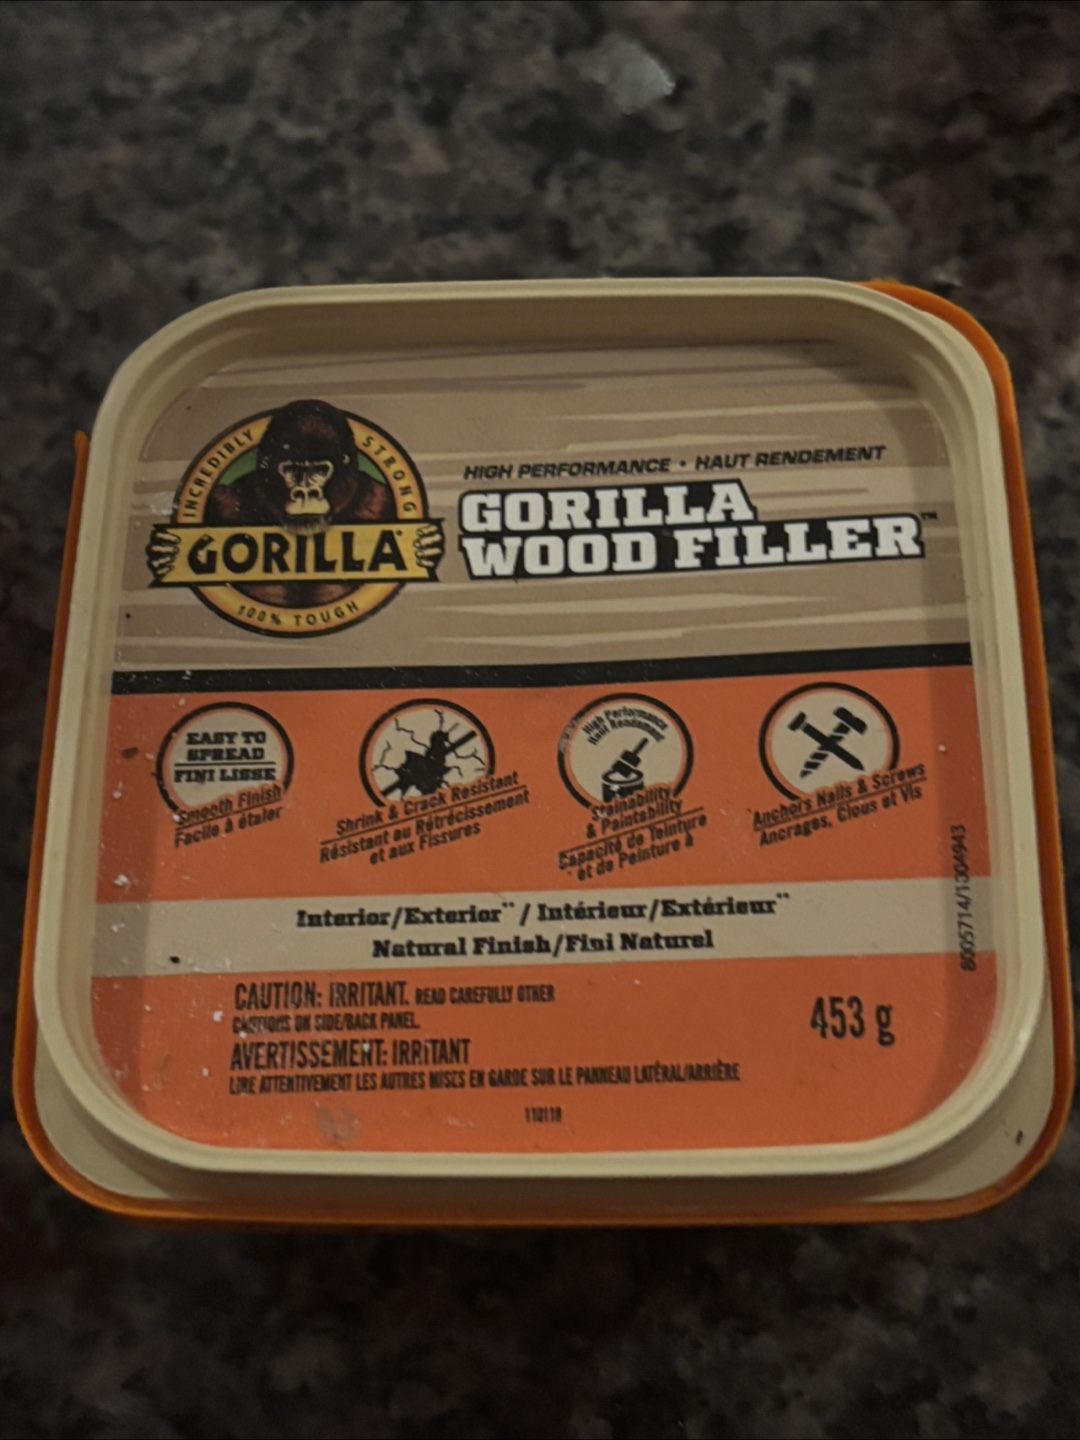 INCREDIBLY STRONG
GORILLA
100% TOUGH
HIGH PERFORMANCE • HAUT RENDEMENT
GORILLA
WOOD FILLER™
EASY TO
SPREAD
FINI LISSE
Smooth Finish
Facile à étaler
Shrink & Crack Resistant
Résistant au Rétrécissement
et aux Fissures
High Performance
Haut Rendement
Stainability
& Paintability
Capacité de Teinture
et de Peinture à
Anchors Nails & Screws
Ancrages, Clous et Vis
8005714/1004943
Interior/Exterior** / Intérieur/Extérieur**
Natural Finish/Fini Naturel
CAUTION: IRRITANT. READ CAREFULLY OTHER
CAUTIONS ON SIDE/BACK PANEL.
AVERTISSEMENT: IRRITANT
LIRE ATTENTIVEMENT LES AUTRES MISES EN GARDE SUR LE PANNEAU LATÉRAL/ARRIÈRE
453 g
110118